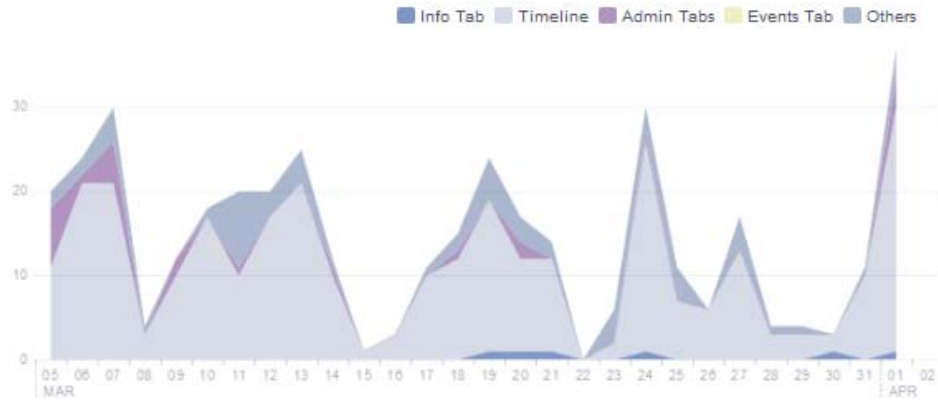 Info Tab Timeline Admin Tabs Events Tab Others
30
20
10
0
05 06 07 08 09 10 11 12 13 14 15 16 17 18 19 20 21 22 23 24 25 26 27 28 29 30 31 01 02
MAR APR